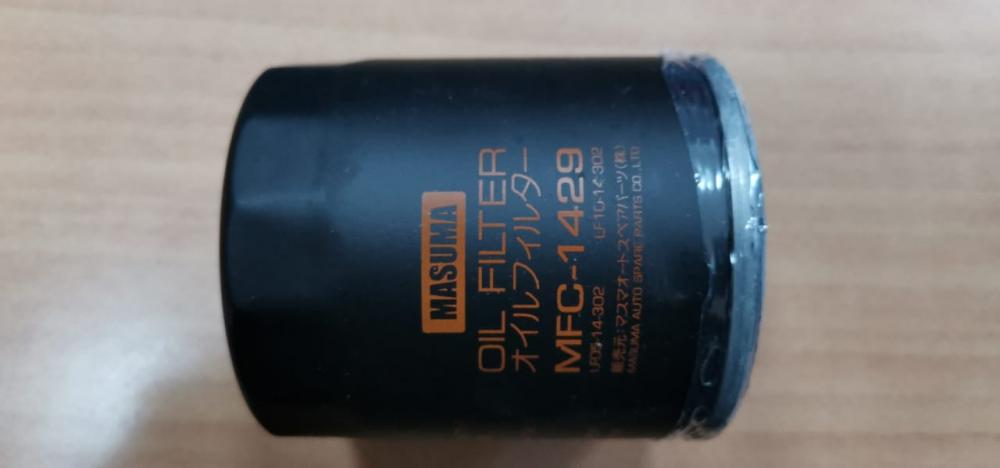 MASUMA
OIL FILTER
オイルフィルター
MFC-1429
LF05-14-302 LF10-14-302
販売元:マスマオートスペアパーツ(株)
MASUMA AUTO SPARE PARTS CO.,LTD